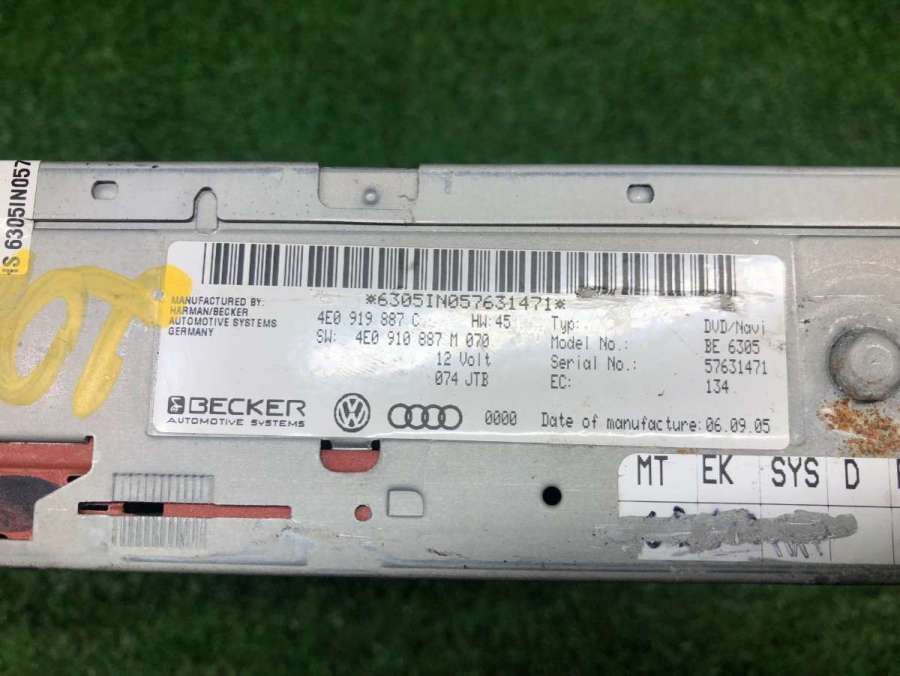 S 6305IN057
*6305IN057631471*
MANUFACTURED BY:
HARMAN/BECKER
AUTOMOTIVE SYSTEMS
GERMANY
4E0 919 887 C HW:45
SW: 4E0 910 887 M 070
12 Volt
074 JTB
Typ: DVD/Navi
Model No.: BE 6305
Serial No.: 57631471
EC: 134
BECKER
AUTOMOTIVE SYSTEMS
0000 Date of manufacture: 06.09.05
MT EK SYS D